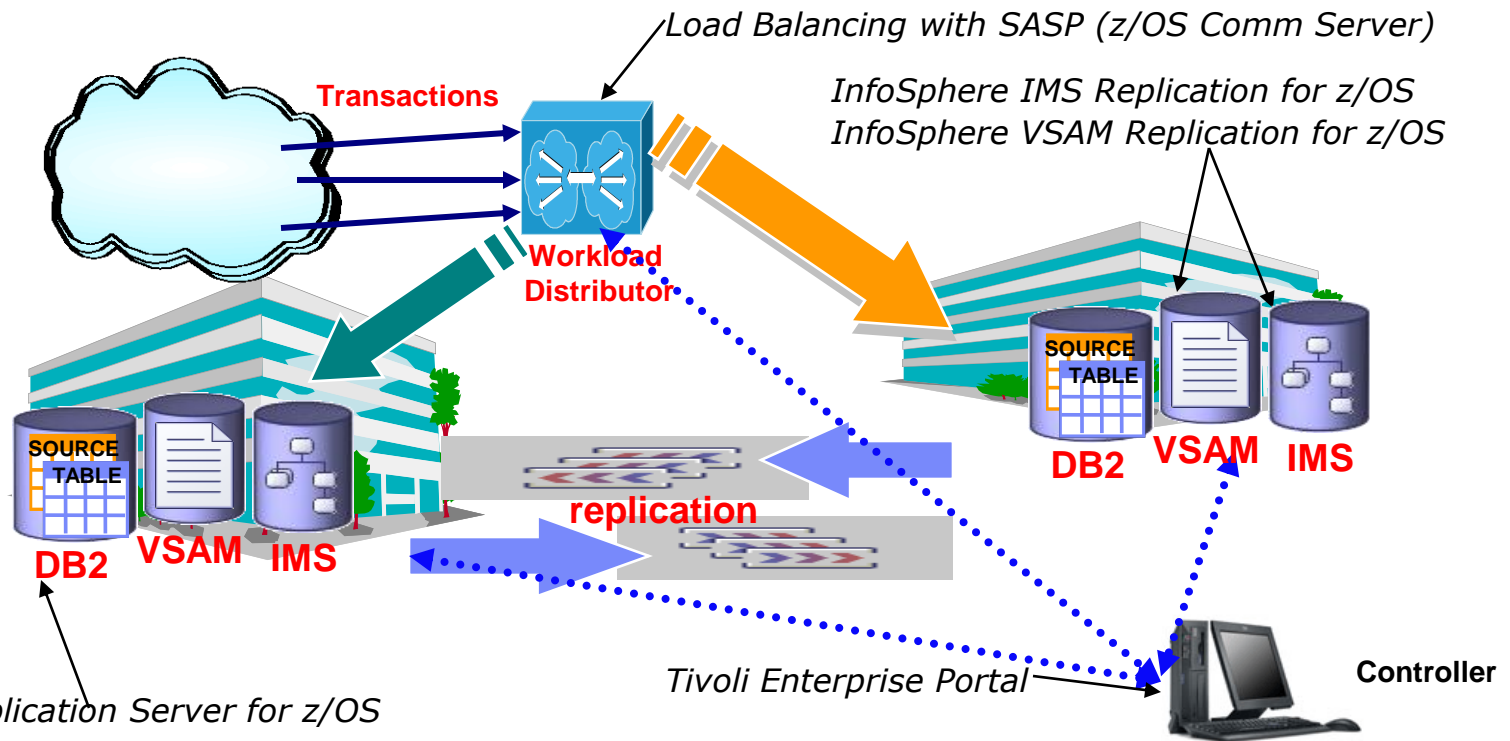 Load Balancing with SASP (z/OS Comm Server)
Transactions
InfoSphere IMS Replication for z/OS
InfoSphere VSAM Replication for z/OS
Workload
Distributor
SOURCE
TABLE
DB2
VSAM
IMS
SOURCE
TABLE
DB2
VSAM
IMS
replication
Tivoli Enterprise Portal
Controller
Server for z/OS